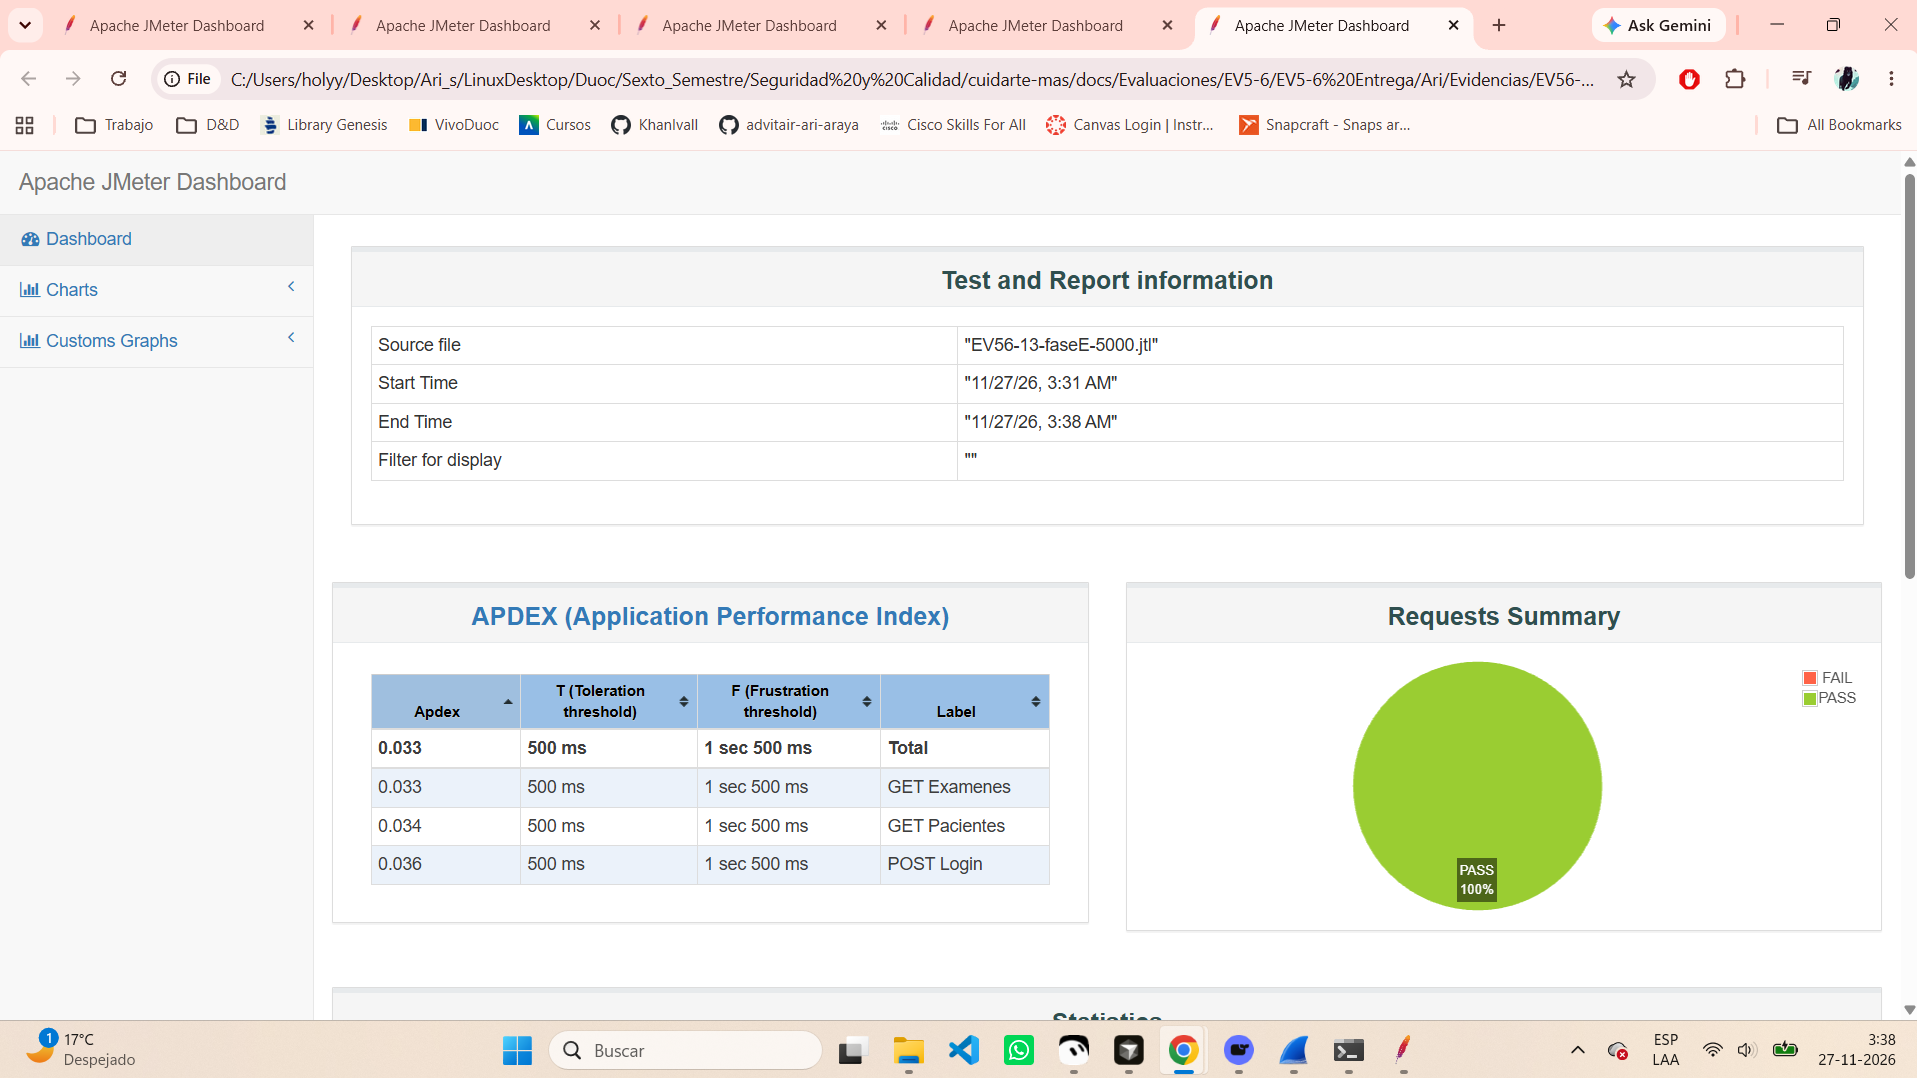 Apache JMeter Dashboard
Apache JMeter Dashboard
Apache JMeter Dashboard
Apache JMeter Dashboard
Apache JMeter Dashboard
Ask Gemini
File
C:/Users/holyy/Desktop/Ari_s/LinuxDesktop/Duoc/Sexto_Semestre/Seguridad%20y%20Calidad/cuidarte-mas/docs/Evaluaciones/EV5-6/EV5-6%20Entrega/Ari/Evidencias/EV56-...
Trabajo
D&D
Library Genesis
VivoDuoc
Cursos
KhanIvall
advitair-ari-araya
Cisco Skills For All
Canvas Login | Instr...
Snapcraft - Snaps ar...
All Bookmarks
Apache JMeter Dashboard
Dashboard
Charts
Customs Graphs
Test and Report information
Source file "EV56-13-faseE-5000.jtl"
Start Time "11/27/26, 3:31 AM"
End Time "11/27/26, 3:38 AM"
Filter for display ""
APDEX (Application Performance Index)
Apdex T (Toleration threshold) F (Frustration threshold) Label
0.033 500 ms 1 sec 500 ms Total
0.033 500 ms 1 sec 500 ms GET Examenes
0.034 500 ms 1 sec 500 ms GET Pacientes
0.036 500 ms 1 sec 500 ms POST Login
Requests Summary
FAIL
PASS
PASS
100%
Statistics
1
17°C
Despejado
Buscar
ESP
LAA
3:38
27-11-2026